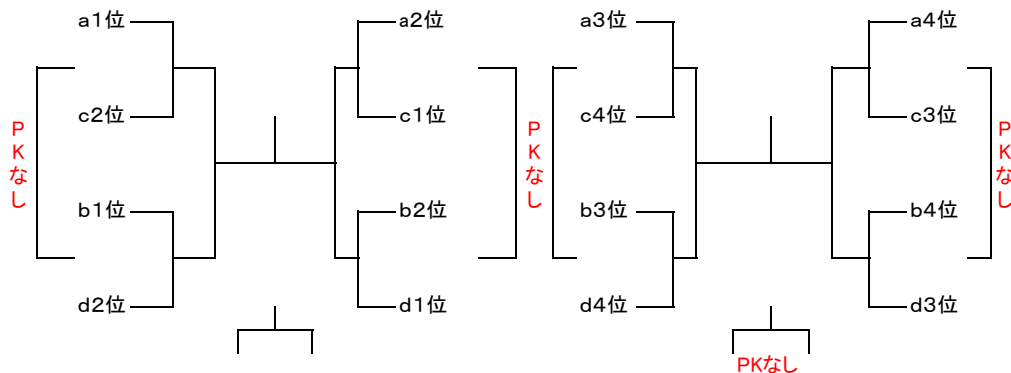 a1位
a2位
a3位
a4位
c2位
c1位
c4位
c3位
PKなし
PKなし
PKなし
b1位
b2位
b3位
b4位
d2位
d1位
d4位
d3位
PKなし